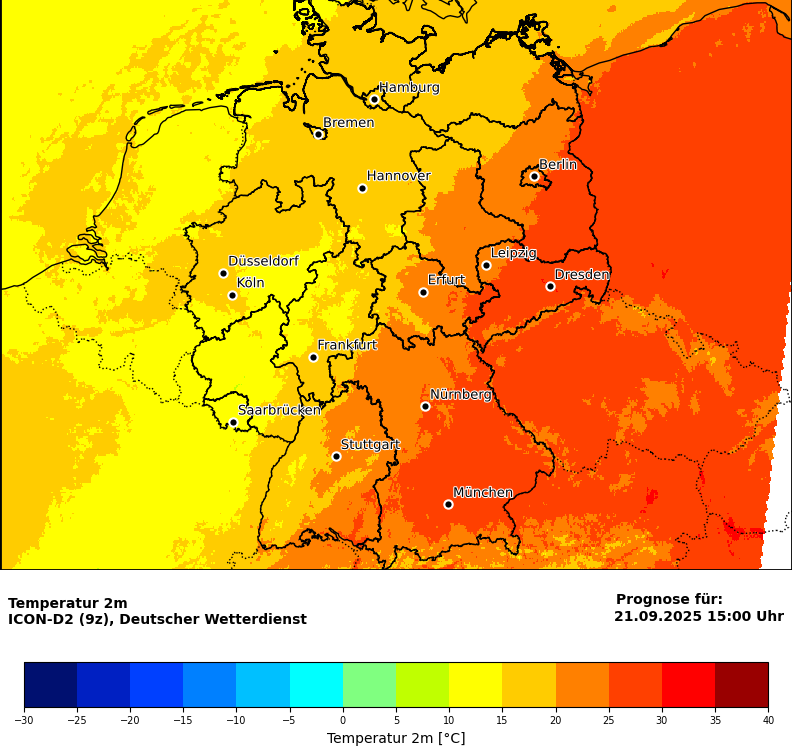 Hamburg
Bremen
Berlin
Hannover
Leipzig
Düsseldorf
Dresden
Köln
Erfurt
Frankfurt
Nürnberg
Saarbrücken
Stuttgart
München
Temperatur 2m
ICON-D2 (9z), Deutscher Wetterdienst
Prognose für:
21.09.2025 15:00 Uhr
−30 −25 −20 −15 −10 −5 0 5 10 15 20 25 30 35 40
Temperatur 2m [°C]